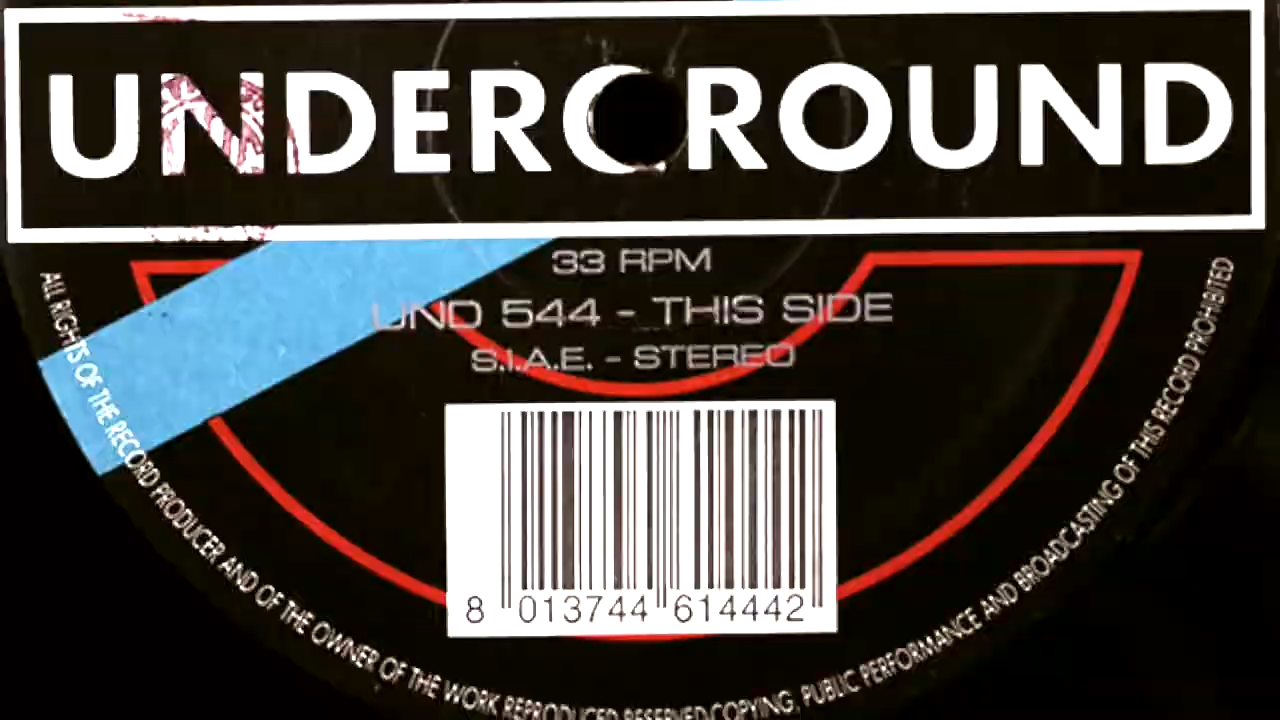 UNDERGROUND
33 RPM
UND 544 - THIS SIDE
S.I.A.E. - STEREO
8 013744 614442
ALL RIGHTS OF THE RECORD PRODUCER AND OF THE OWNER OF THE WORK REPRODUCED RESERVED COPYING, PUBLIC PERFORMANCE AND BROADCASTING OF THIS RECORD PROHIBITED